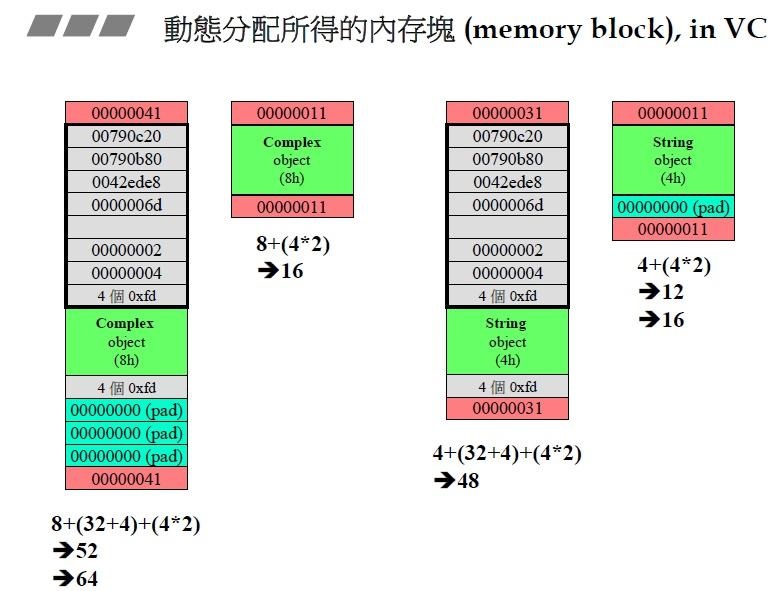 動態分配所得的內存塊 (memory block), in VC
00000041
00790c20
00790b80
0042ede8
0000006d
00000002
00000004
4 個 0xfd
Complex
object
(8h)
4 個 0xfd
00000000 (pad)
00000000 (pad)
00000000 (pad)
00000041
8+(32+4)+(4*2)
➔52
➔64
00000011
Complex
object
(8h)
00000011
8+(4*2)
➔16
00000031
00790c20
00790b80
0042ede8
0000006d
00000002
00000004
4 個 0xfd
String
object
(4h)
4 個 0xfd
00000031
4+(32+4)+(4*2)
➔48
00000011
String
object
(4h)
00000000 (pad)
00000011
4+(4*2)
➔12
➔16